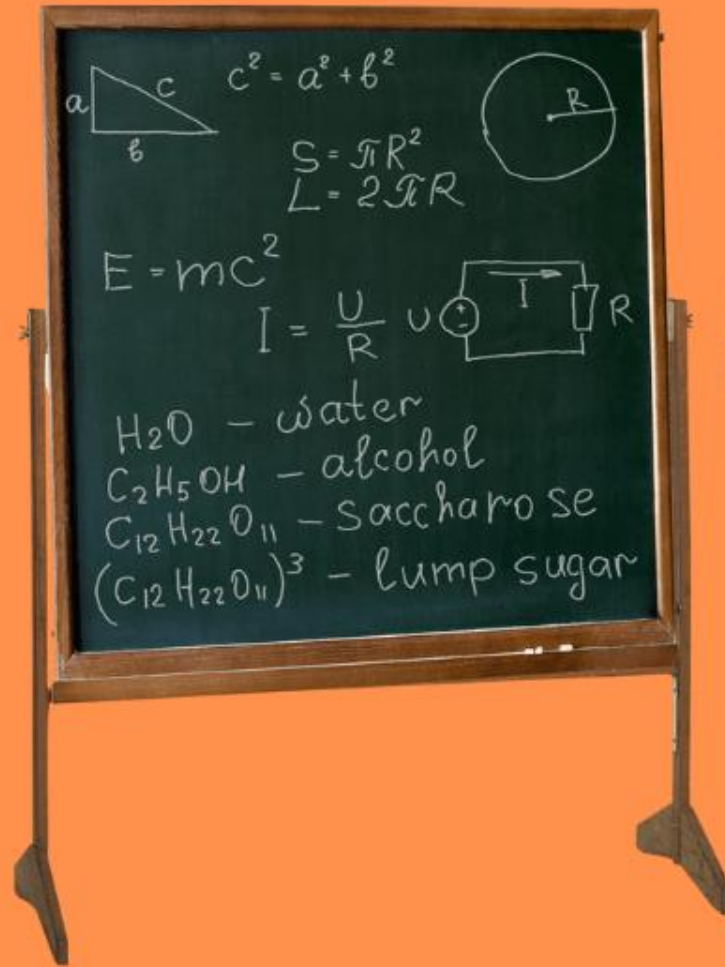 a c b
c² = a² + b²
R
S = πR²
L = 2πR
E = mc²
I = U/R
U + - I R
H₂O - water
C₂H₅OH - alcohol
C₁₂H₂₂O₁₁ - saccharose
(C₁₂H₂₂O₁₁)³ - lump sugar